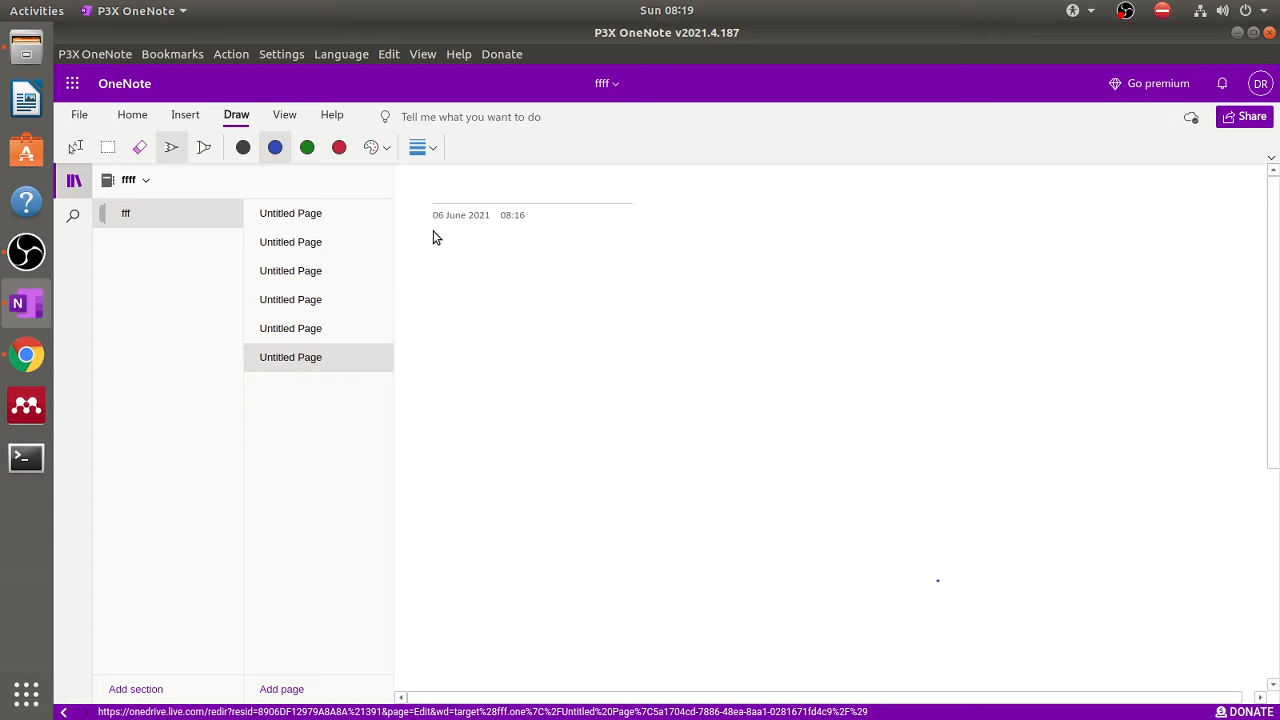 Activities P3X OneNote Sun 08:19
P3X OneNote v2021.4.187
P3X OneNote Bookmarks Action Settings Language Edit View Help Donate
OneNote ffff Go premium DR
File Home Insert Draw View Help Tell me what you want to do Share
ffff
fff
Untitled Page
Untitled Page
Untitled Page
Untitled Page
Untitled Page
Untitled Page
06 June 2021 08:16
Add section Add page
https://onedrive.live.com/redir?resid=8906DF12979A8A8A%21391&page=Edit&wd=target%28fff.one%7C%2FUntitled%20Page%7C5a1704cd-7886-48ea-8aa1-0281671fd4c9%2F%29 DONATE